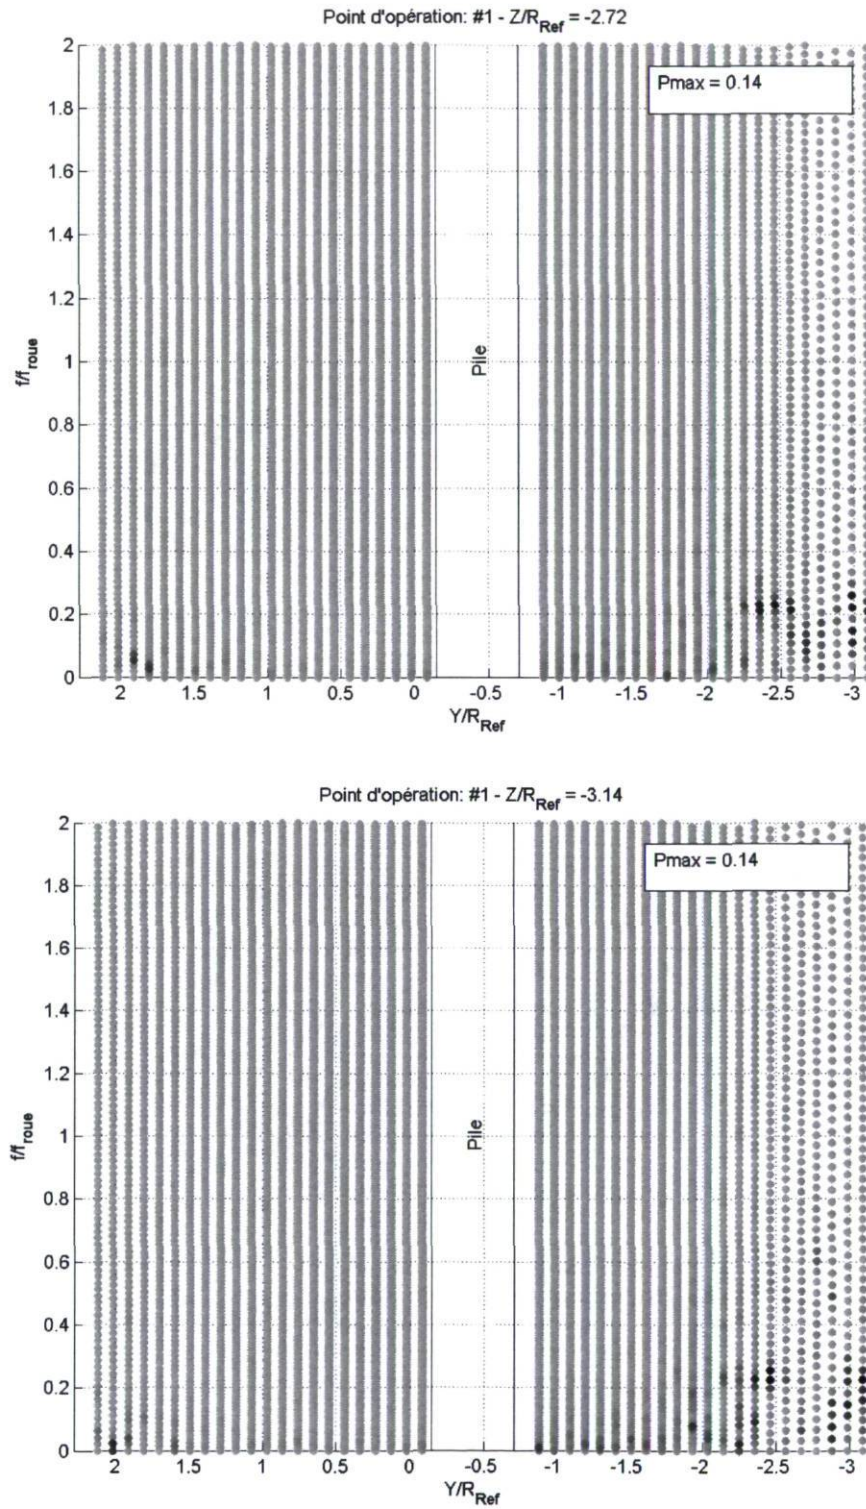 Point d'opération: #1 - Z/R_Ref = -2.72
Pmax = 0.14
2
1.8
1.6
1.4
1.2
1
0.8
0.6
0.4
0.2
0
f/f_roue
Pile
2 1.5 1 0.5 0 -0.5 -1 -1.5 -2 -2.5 -3
Y/R_Ref
Point d'opération: #1 - Z/R_Ref = -3.14
Pmax = 0.14
2
1.8
1.6
1.4
1.2
1
0.8
0.6
0.4
0.2
0
f/f_roue
Pile
2 1.5 1 0.5 0 -0.5 -1 -1.5 -2 -2.5 -3
Y/R_Ref